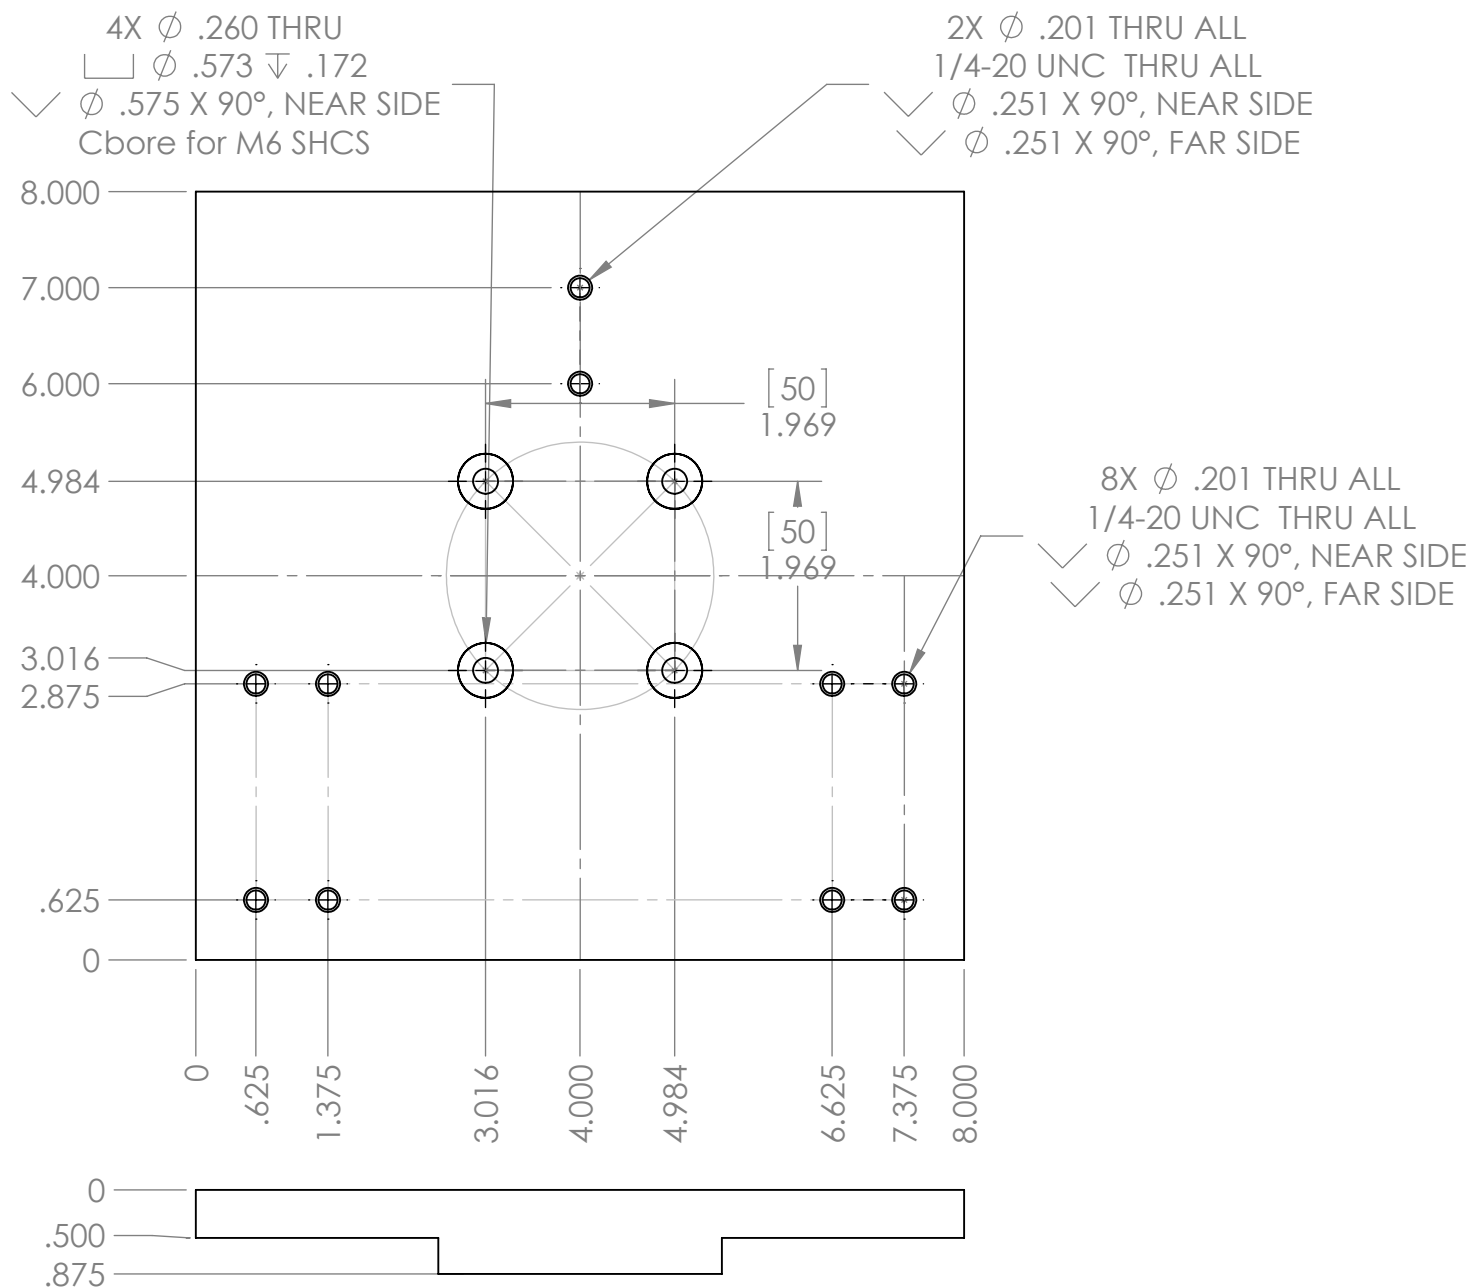 4X ∅ .260 THRU
⌴ ∅ .573 ↧ .172
⌵ ∅ .575 X 90°, NEAR SIDE
Cbore for M6 SHCS
2X ∅ .201 THRU ALL
1/4-20 UNC THRU ALL
⌵ ∅ .251 X 90°, NEAR SIDE
⌵ ∅ .251 X 90°, FAR SIDE
8.000
7.000
6.000
4.984
4.000
3.016
2.875
.625
0
[50]
1.969
[50]
1.969
8X ∅ .201 THRU ALL
1/4-20 UNC THRU ALL
⌵ ∅ .251 X 90°, NEAR SIDE
⌵ ∅ .251 X 90°, FAR SIDE
0
.625
1.375
3.016
4.000
4.984
6.625
7.375
8.000
0
.500
.875